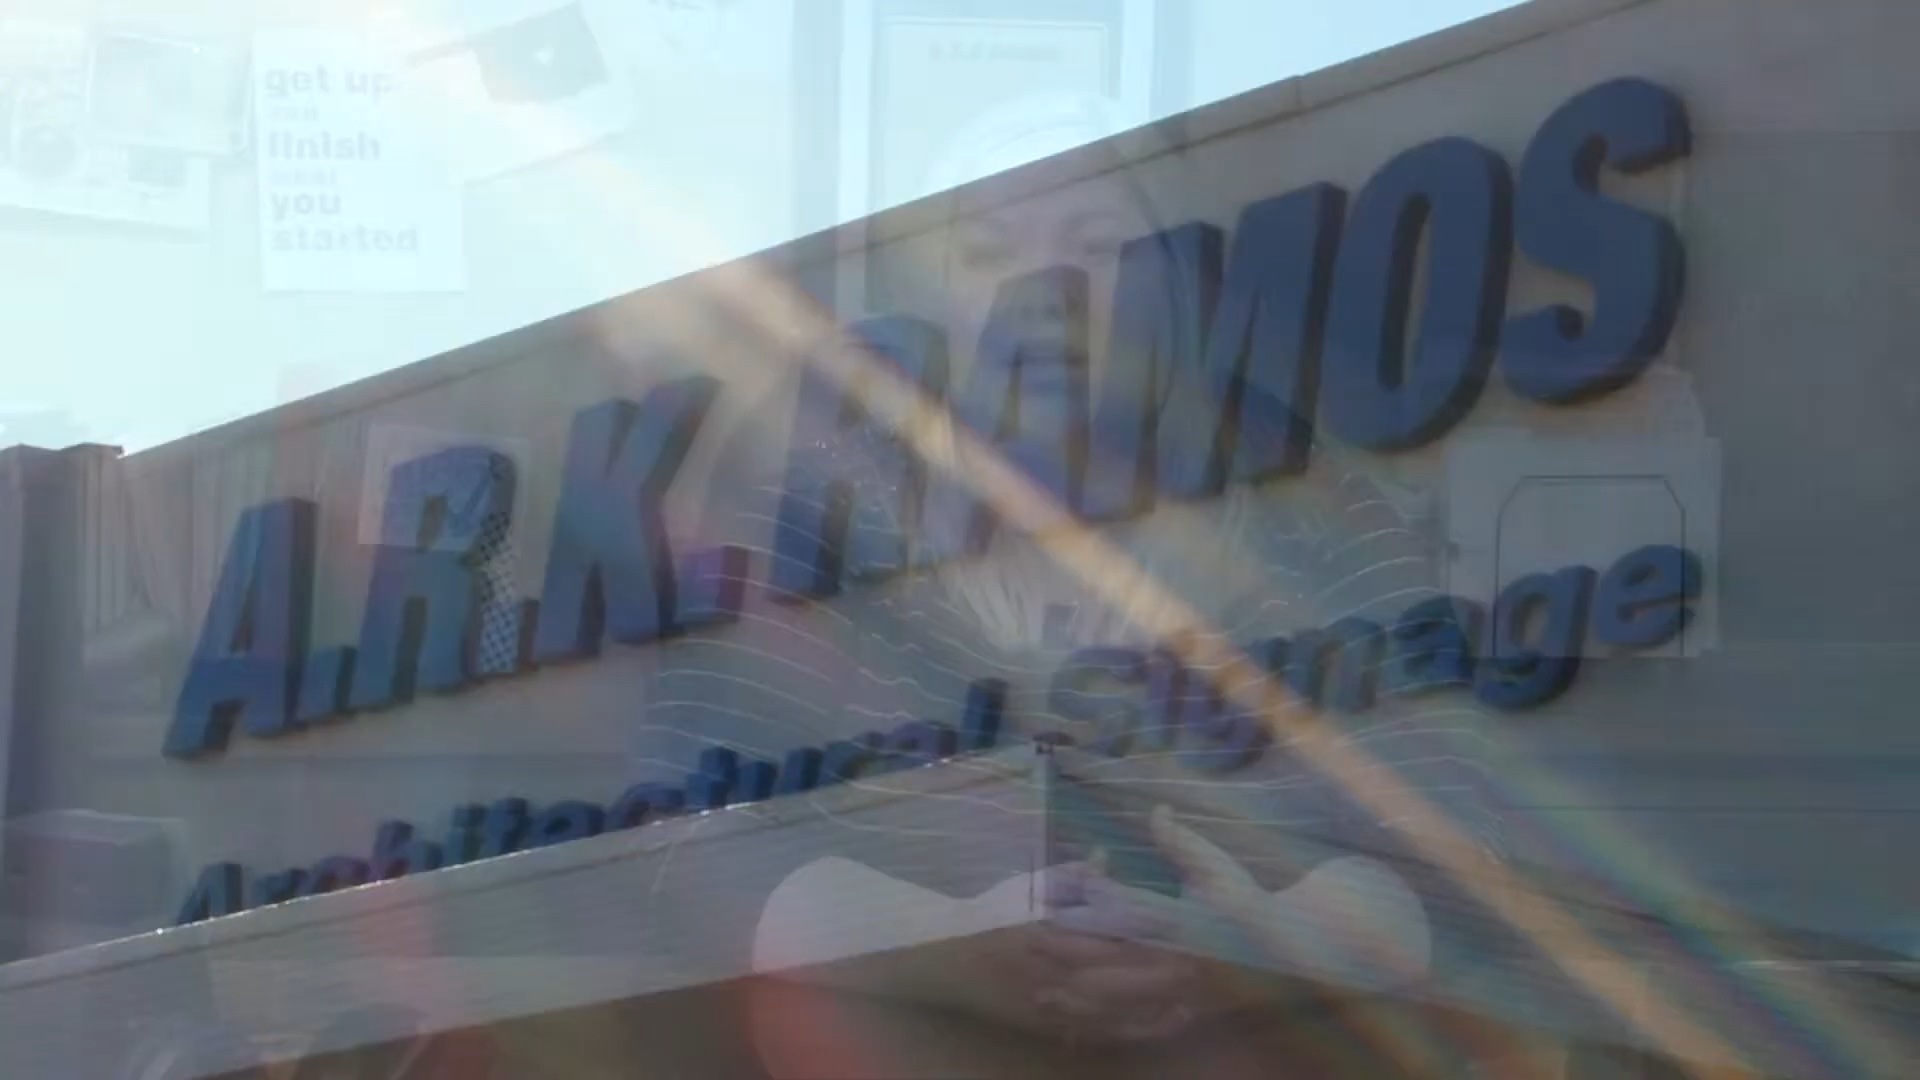 get up
finish
you
started
A.R.K. RAMOS
Architectural Signage